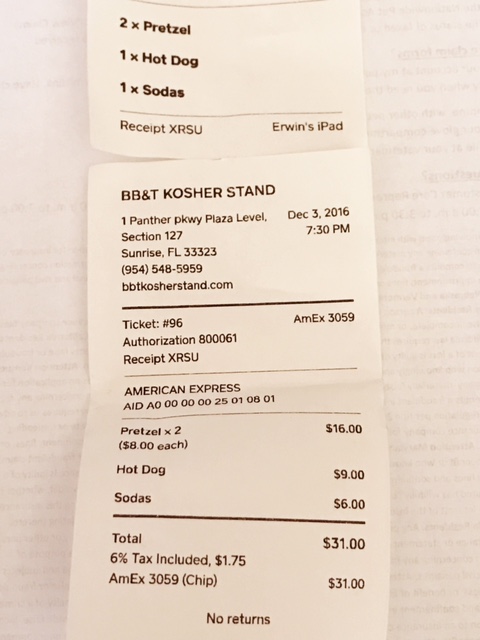 2 x Pretzel
1 x Hot Dog
1 x Sodas
Receipt XRSU Erwin's iPad
BB&T KOSHER STAND
1 Panther pkwy Plaza Level, Dec 3, 2016
Section 127 7:30 PM
Sunrise, FL 33323
(954) 548-5959
bbtkosherstand.com
Ticket: #96 AmEx 3059
Authorization 800061
Receipt XRSU
AMERICAN EXPRESS
AID A0 00 00 00 25 01 08 01
Pretzel x 2 $16.00
($8.00 each)
Hot Dog $9.00
Sodas $6.00
Total $31.00
6% Tax Included, $1.75
AmEx 3059 (Chip) $31.00
No returns